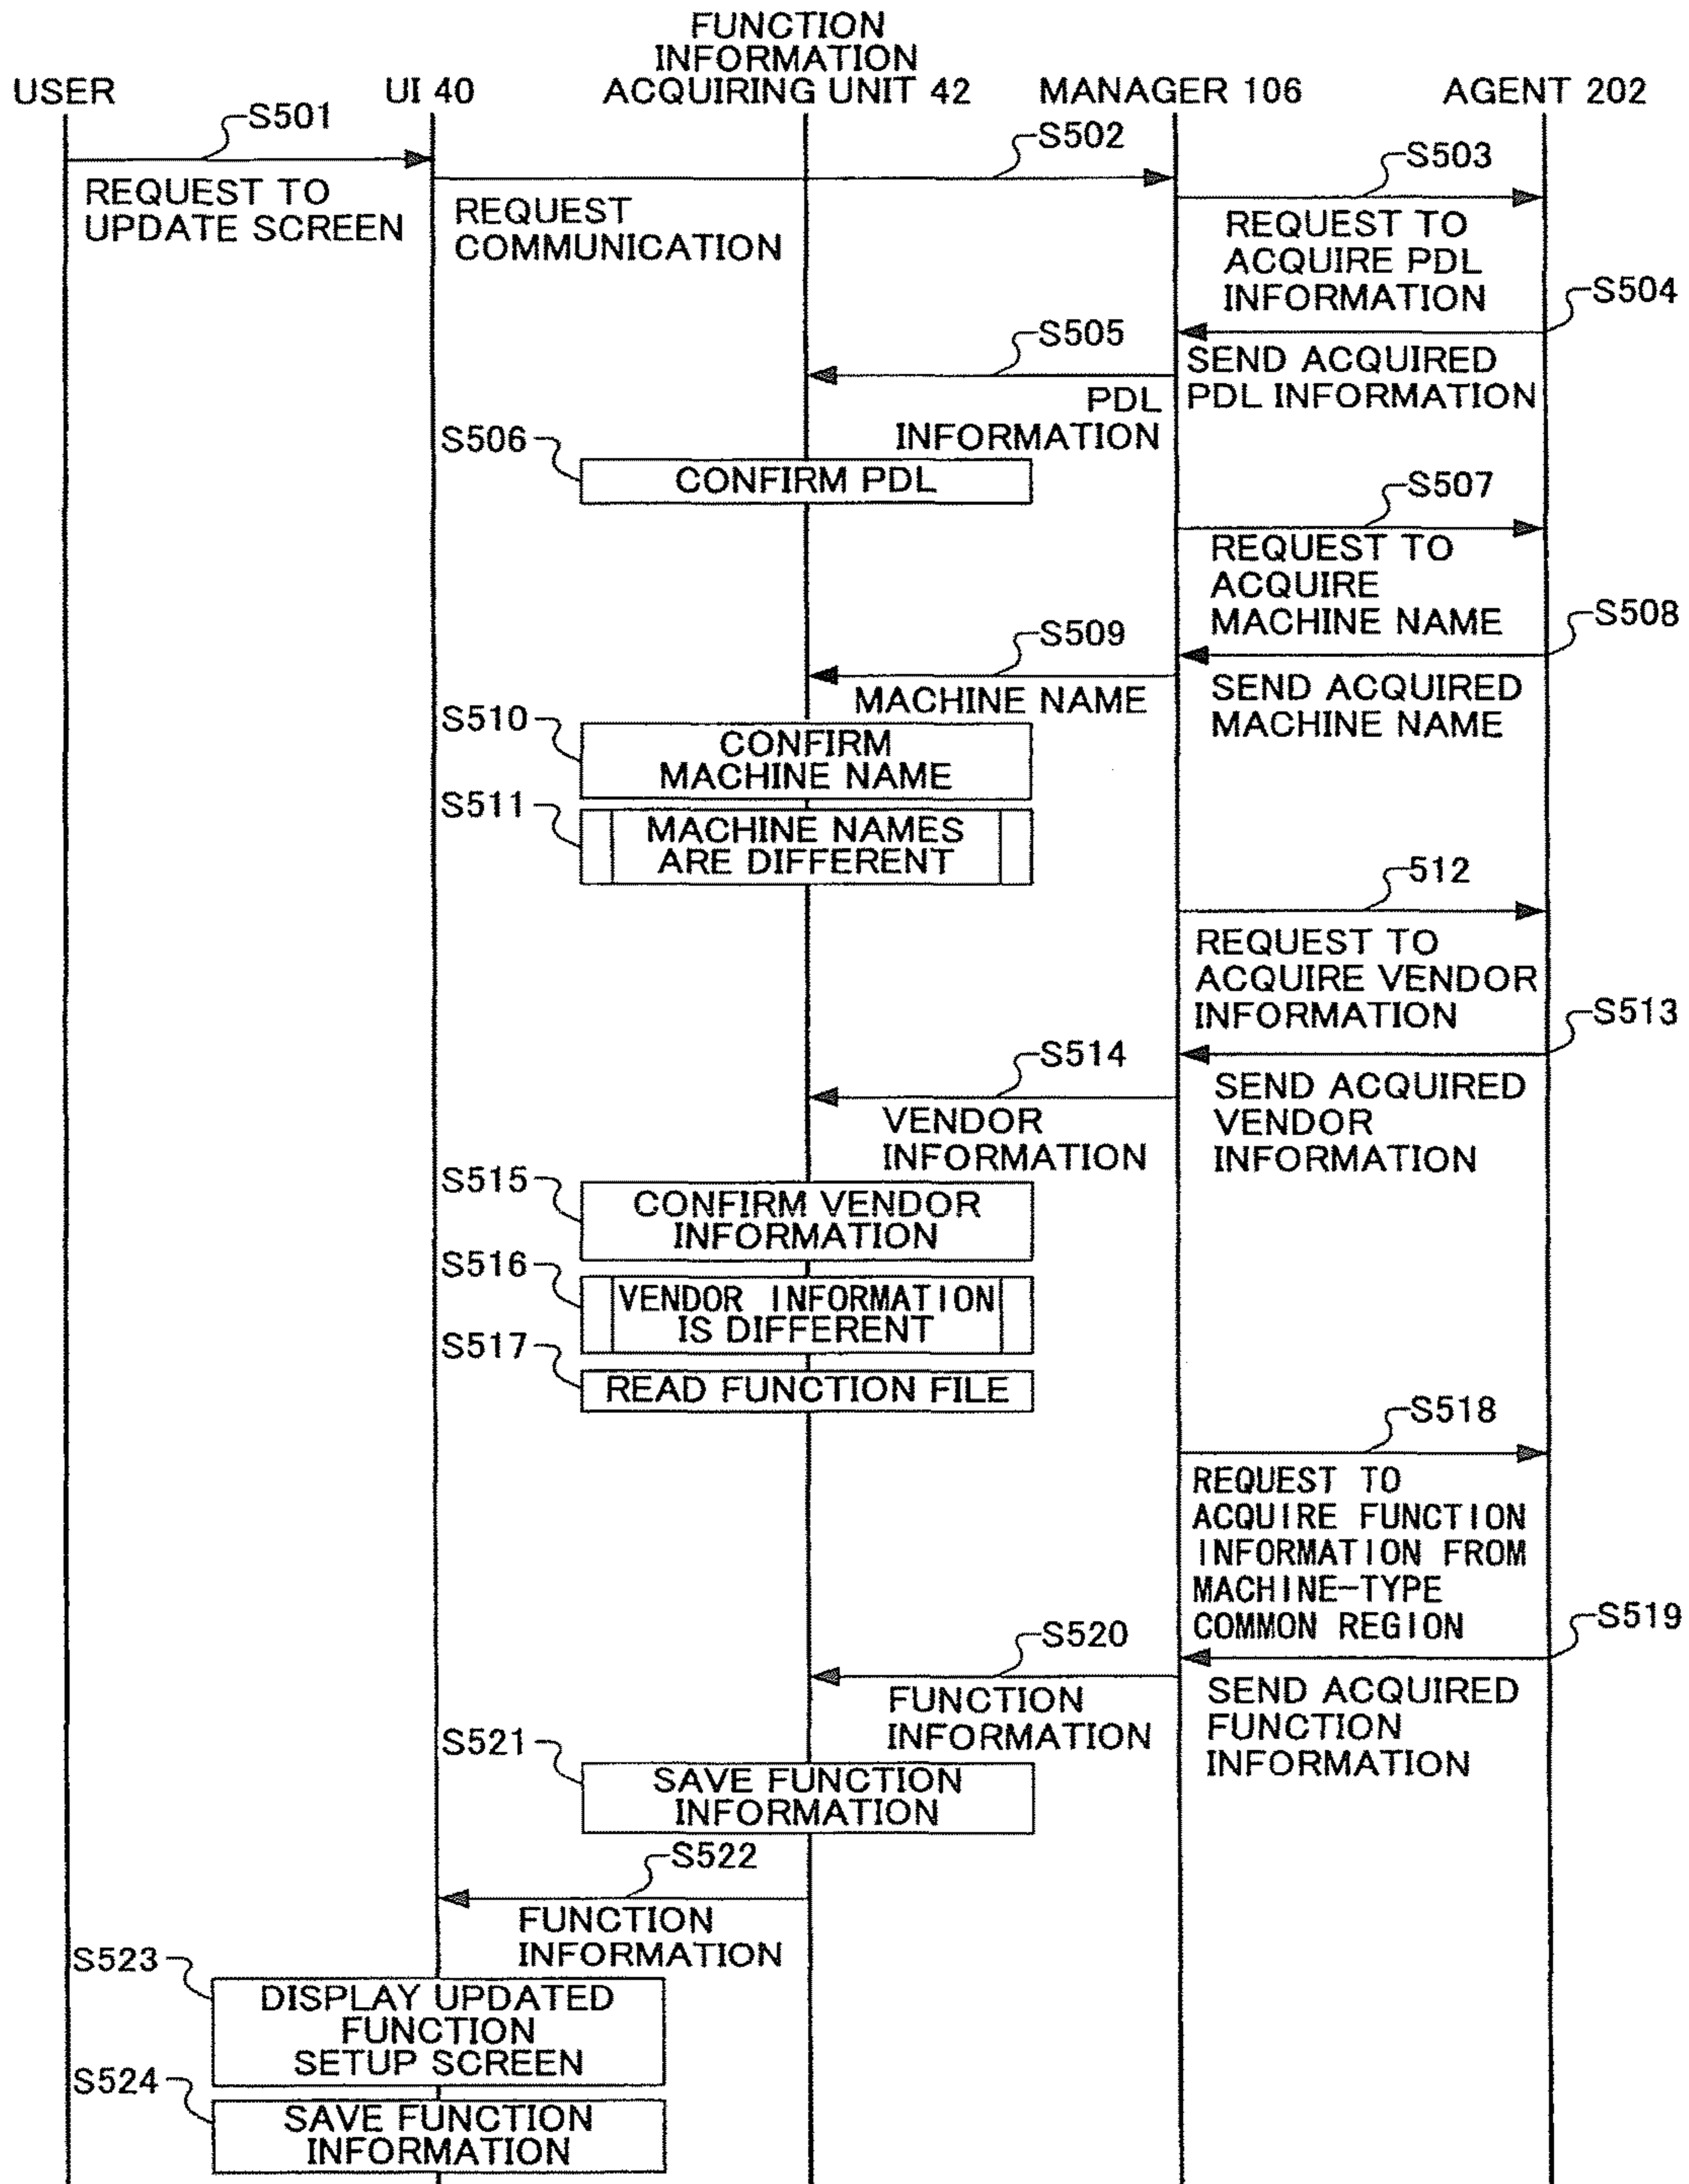 FUNCTION
INFORMATION
USER UI 40 ACQUIRING UNIT 42 MANAGER 106 AGENT 202
S501
S502
S503
REQUEST TO
UPDATE SCREEN
REQUEST
COMMUNICATION
REQUEST TO
ACQUIRE PDL
INFORMATION
S504
S505
SEND ACQUIRED
PDL INFORMATION
PDL
INFORMATION
S506
CONFIRM PDL
S507
REQUEST TO
ACQUIRE
MACHINE NAME
S508
S509
MACHINE NAME
SEND ACQUIRED
MACHINE NAME
S510
CONFIRM
MACHINE NAME
S511
MACHINE NAMES
ARE DIFFERENT
512
REQUEST TO
ACQUIRE VENDOR
INFORMATION
S513
S514
SEND ACQUIRED
VENDOR
INFORMATION
VENDOR
INFORMATION
S515
CONFIRM VENDOR
INFORMATION
S516
VENDOR INFORMATION
IS DIFFERENT
S517
READ FUNCTION FILE
S518
REQUEST TO
ACQUIRE FUNCTION
INFORMATION FROM
MACHINE-TYPE
COMMON REGION
S519
S520
FUNCTION
INFORMATION
SEND ACQUIRED
FUNCTION
INFORMATION
S521
SAVE FUNCTION
INFORMATION
S522
FUNCTION
INFORMATION
S523
DISPLAY UPDATED
FUNCTION
SETUP SCREEN
S524
SAVE FUNCTION
INFORMATION